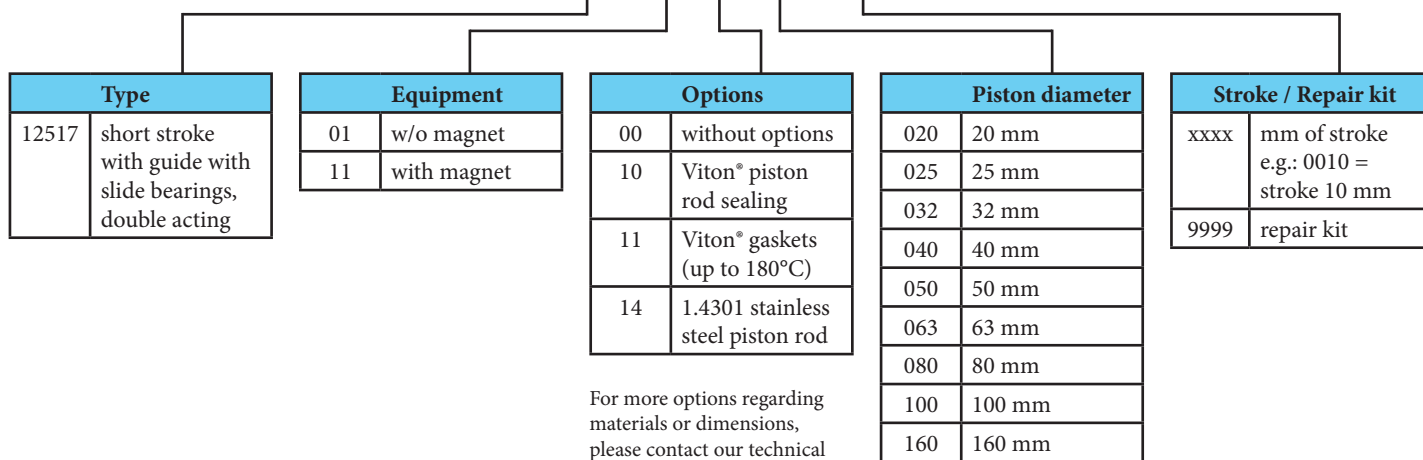 Type
12517 short stroke
with guide with
slide bearings,
double acting
Equipment
01 w/o magnet
11 with magnet
Options
00 without options
10 Viton® piston
rod sealing
11 Viton® gaskets
(up to 180°C)
14 1.4301 stainless
steel piston rod
For more options regarding
materials or dimensions,
please contact our technical
Piston diameter
020 20 mm
025 25 mm
032 32 mm
040 40 mm
050 50 mm
063 63 mm
080 80 mm
100 100 mm
160 160 mm
Stroke / Repair kit
xxxx mm of stroke
e.g.: 0010 =
stroke 10 mm
9999 repair kit